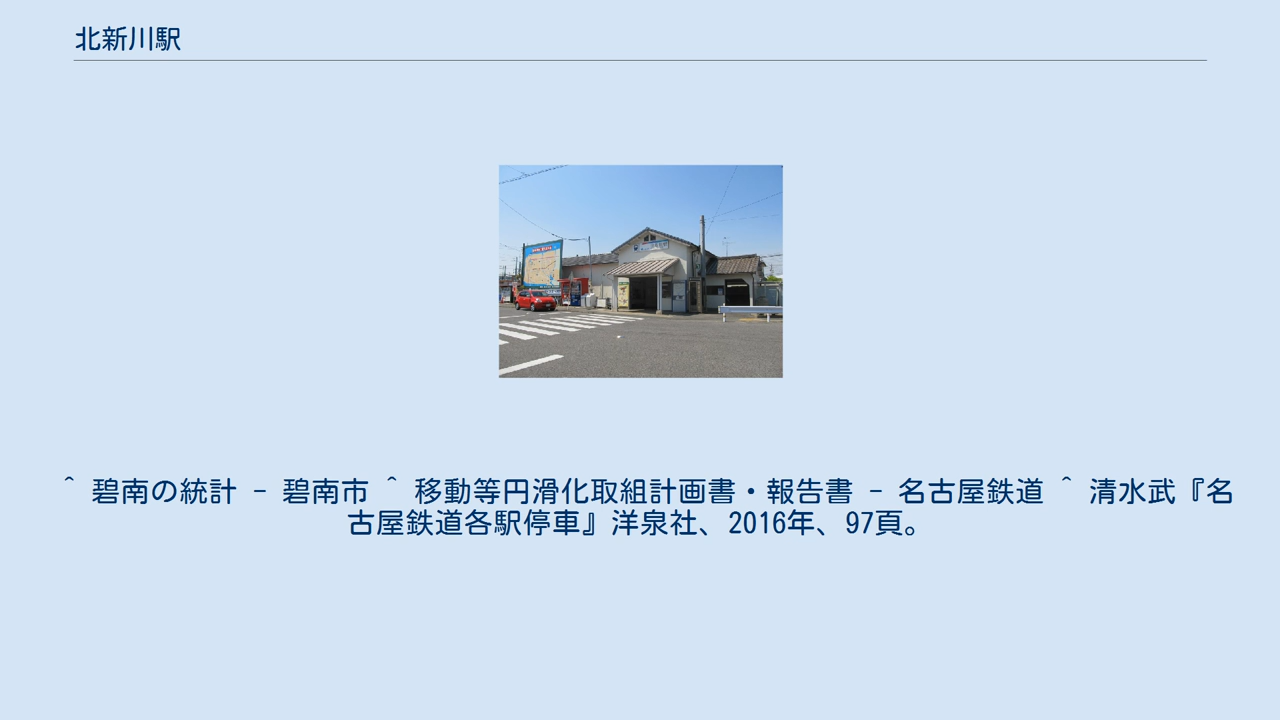 北新川駅
^ 碧南の統計 - 碧南市 ^ 移動等円滑化取組計画書・報告書 - 名古屋鉄道 ^ 清水武『名
古屋鉄道各駅停車』洋泉社、2016年、97頁。